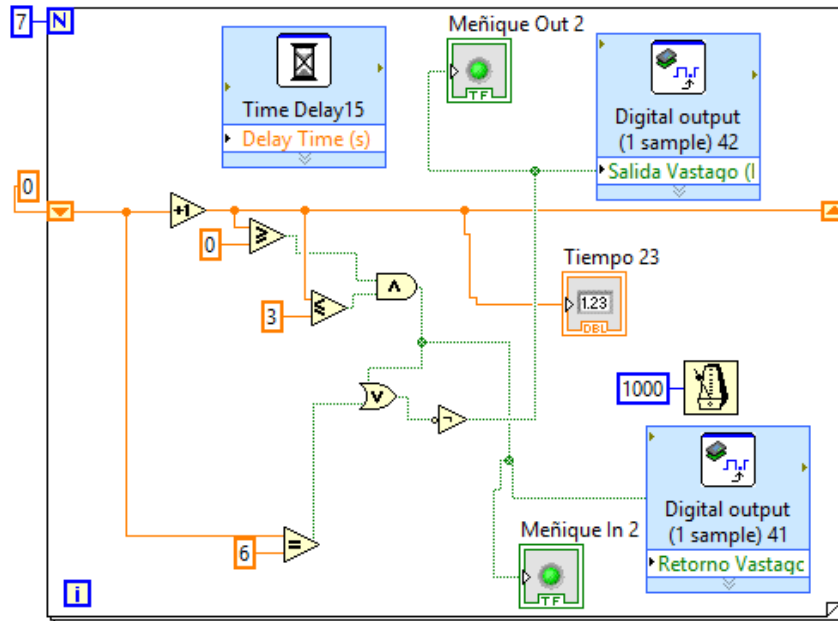 7 N
Meñique Out 2
TF
Time Delay15
Delay Time (s)
Digital output
(1 sample) 42
Salida Vastago (I
0
+1
0
≥
Tiempo 23
1.23
DBL
3
≤
∧
∨
¬
1000
6
=
Meñique In 2
TF
Digital output
(1 sample) 41
Retorno Vastago
i